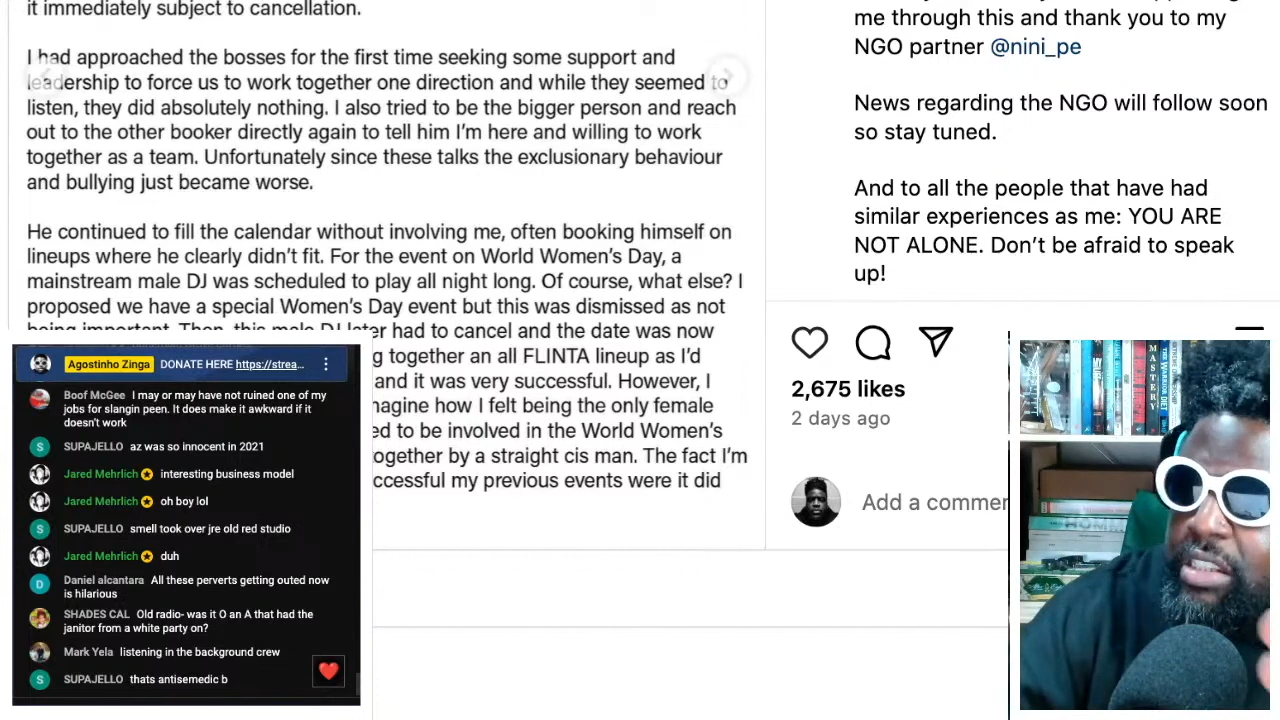 it immediately subject to cancellation.
I had approached the bosses for the first time seeking some support and
leadership to force us to work together one direction and while they seemed to
listen, they did absolutely nothing. I also tried to be the bigger person and reach
out to the other booker directly again to tell him I'm here and willing to work
together as a team. Unfortunately since these talks the exclusionary behaviour
and bullying just became worse.
He continued to fill the calendar without involving me, often booking himself on
lineups where he clearly didn't fit. For the event on World Women's Day, a
mainstream male DJ was scheduled to play all night long. Of course, what else? I
proposed we have a special Women's Day event but this was dismissed as not
being important. Then, this male DJ later had to cancel and the date was now
g together an all FLINTA lineup as I'd
and it was very successful. However, I
magine how I felt being the only female
ed to be involved in the World Women's
ogether by a straight cis man. The fact I'm
ccessful my previous events were it did
me through this and thank you to my
NGO partner @nini_pe
News regarding the NGO will follow soon
so stay tuned.
And to all the people that have had
similar experiences as me: YOU ARE
NOT ALONE. Don't be afraid to speak
up!
2,675 likes
2 days ago
Add a commen
Agostinho Zinga DONATE HERE https://strea...
Boof McGee I may or may have not ruined one of my
jobs for slangin peen. It does make it awkward if it
doesn't work
SUPAJELLO az was so innocent in 2021
Jared Mehrlich interesting business model
Jared Mehrlich oh boy lol
S SUPAJELLO smell took over jre old red studio
Jared Mehrlich duh
D Daniel alcantara All these perverts getting outed now
is hilarious
SHADES CAL Old radio- was it O an A that had the
janitor from a white party on?
Mark Yela listening in the background crew
S SUPAJELLO thats antisemedic b
MASTERY
THE WARRIOR DIET